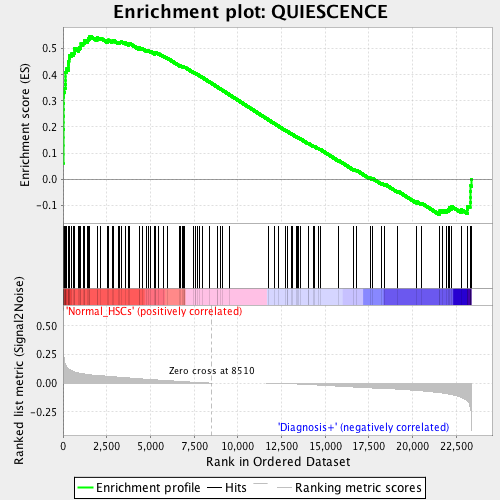 Enrichment plot: QUIESCENCE
Enrichment score (ES)
0.5
0.4
0.3
0.2
0.1
0.0
-0.1
Ranked list metric (Signal2Noise)
0.50
0.25
0.00
-0.25
'Normal_HSCs' (positively correlated)
Zero cross at 8510
'Diagnosis+' (negatively correlated)
0
2,500
5,000
7,500
10,000
12,500
15,000
17,500
20,000
22,500
Rank in Ordered Dataset
Enrichment profile
Hits
Ranking metric scores